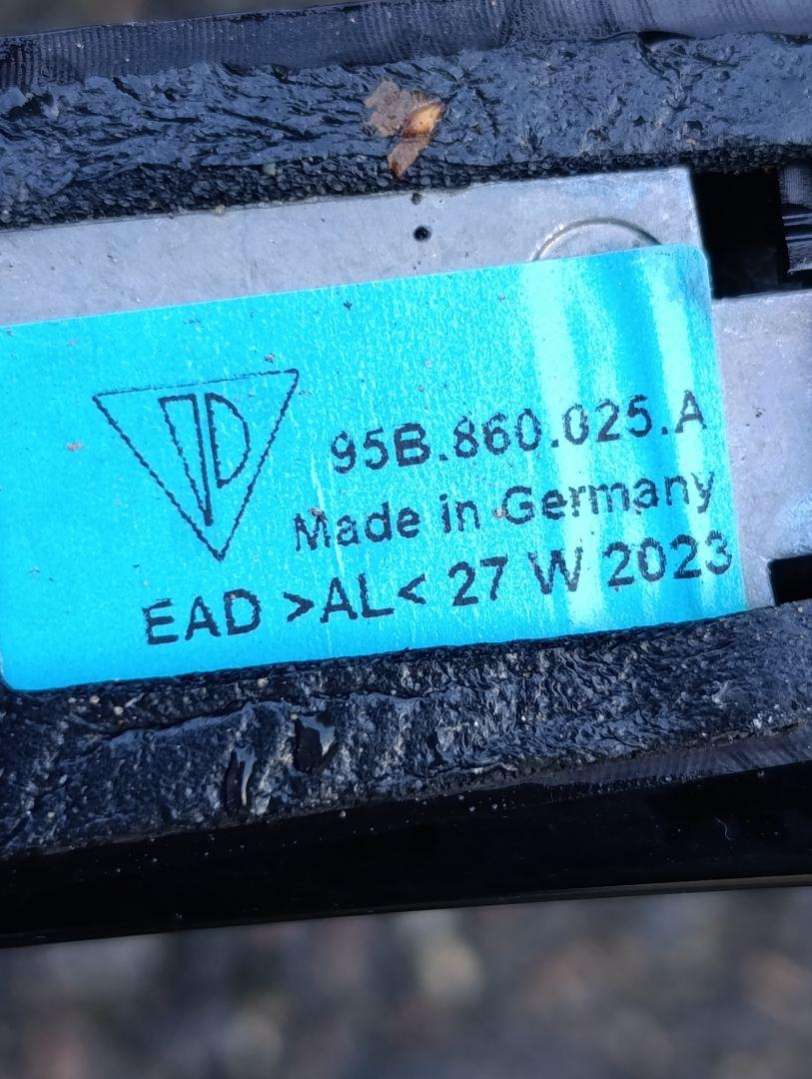 95B.860.025.A
Made in Germany
EAD >AL< 27 W 2023